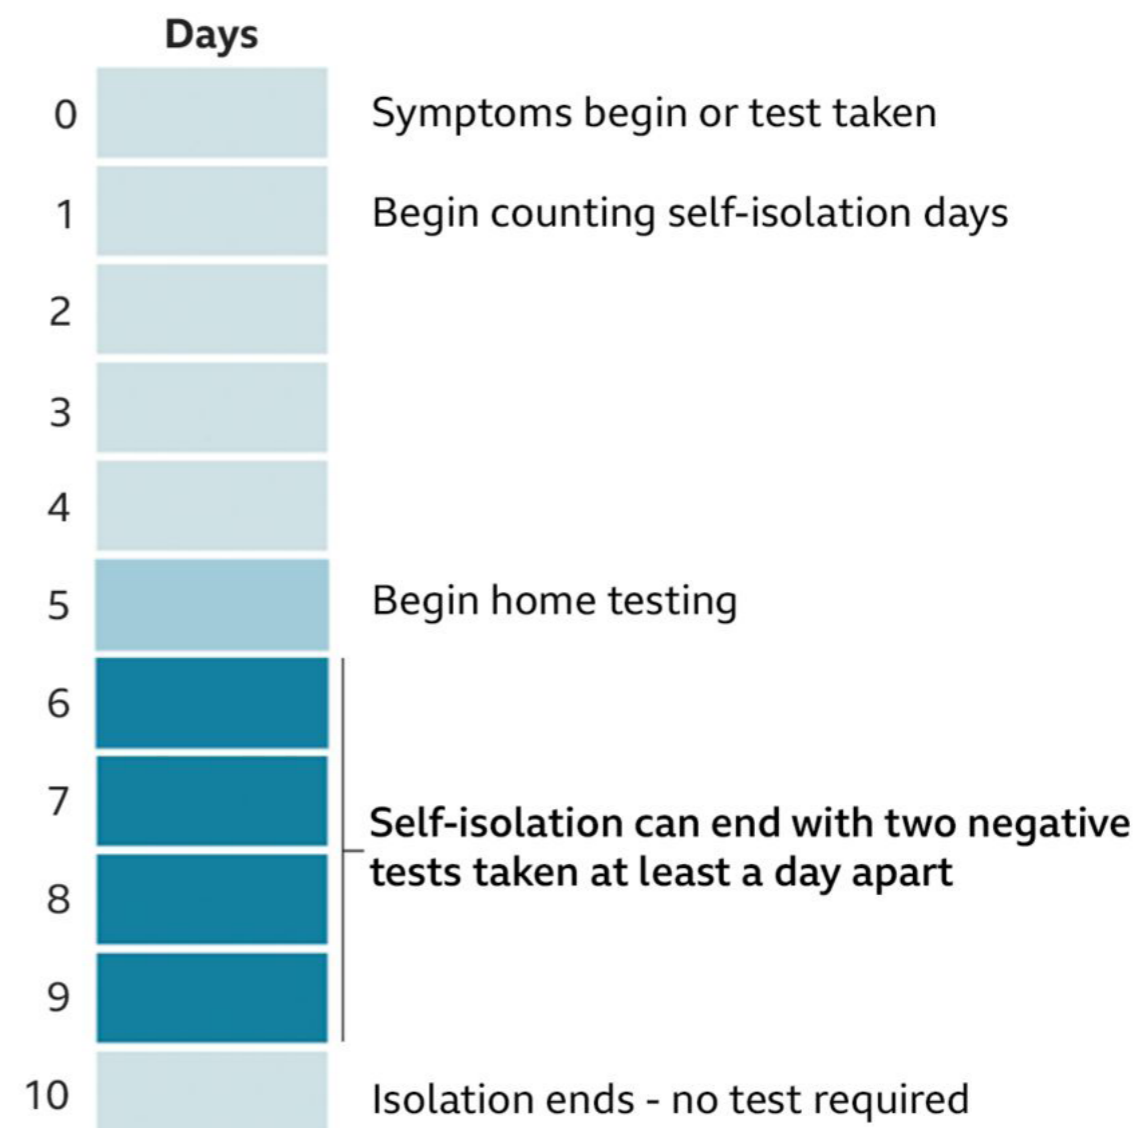 Days
0 Symptoms begin or test taken
1 Begin counting self-isolation days
2
3
4
5 Begin home testing
6
7
Self-isolation can end with two negative
tests taken at least a day apart
8
9
10 Isolation ends - no test required